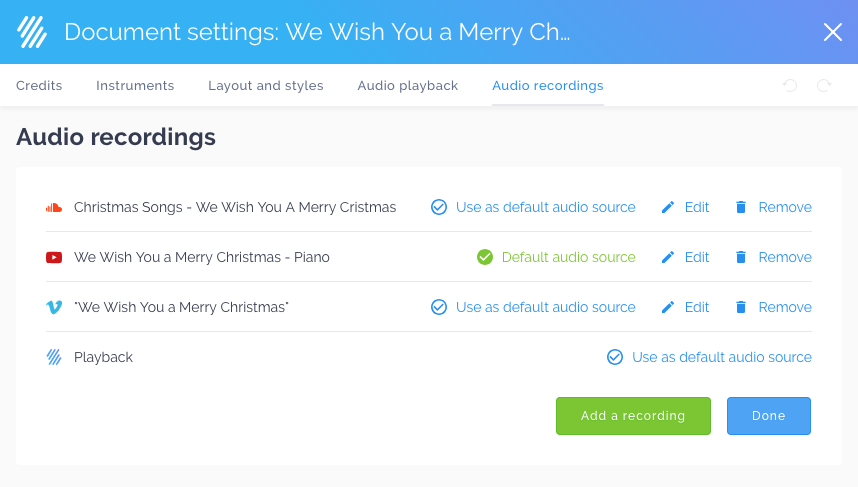 Document settings: We Wish You a Merry Ch...
Credits Instruments Layout and styles Audio playback Audio recordings
Audio recordings
Christmas Songs - We Wish You A Merry Cristmas Use as default audio source Edit Remove
We Wish You a Merry Christmas - Piano Default audio source Edit Remove
"We Wish You a Merry Christmas" Use as default audio source Edit Remove
Playback Use as default audio source
Add a recording Done